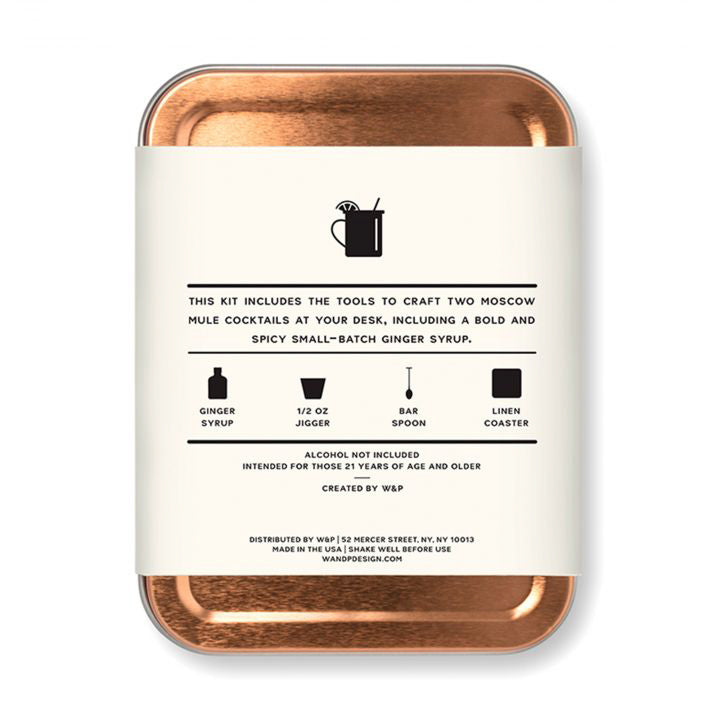 THIS KIT INCLUDES THE TOOLS TO CRAFT TWO MOSCOW
MULE COCKTAILS AT YOUR DESK, INCLUDING A BOLD AND
SPICY SMALL-BATCH GINGER SYRUP.
GINGER
SYRUP
1/2 OZ
JIGGER
BAR
SPOON
LINEN
COASTER
ALCOHOL NOT INCLUDED
INTENDED FOR THOSE 21 YEARS OF AGE AND OLDER
CREATED BY W&P
DISTRIBUTED BY W&P | 52 MERCER STREET, NY, NY 10013
MADE IN THE USA | SHAKE WELL BEFORE USE
WANDPDESIGN.COM